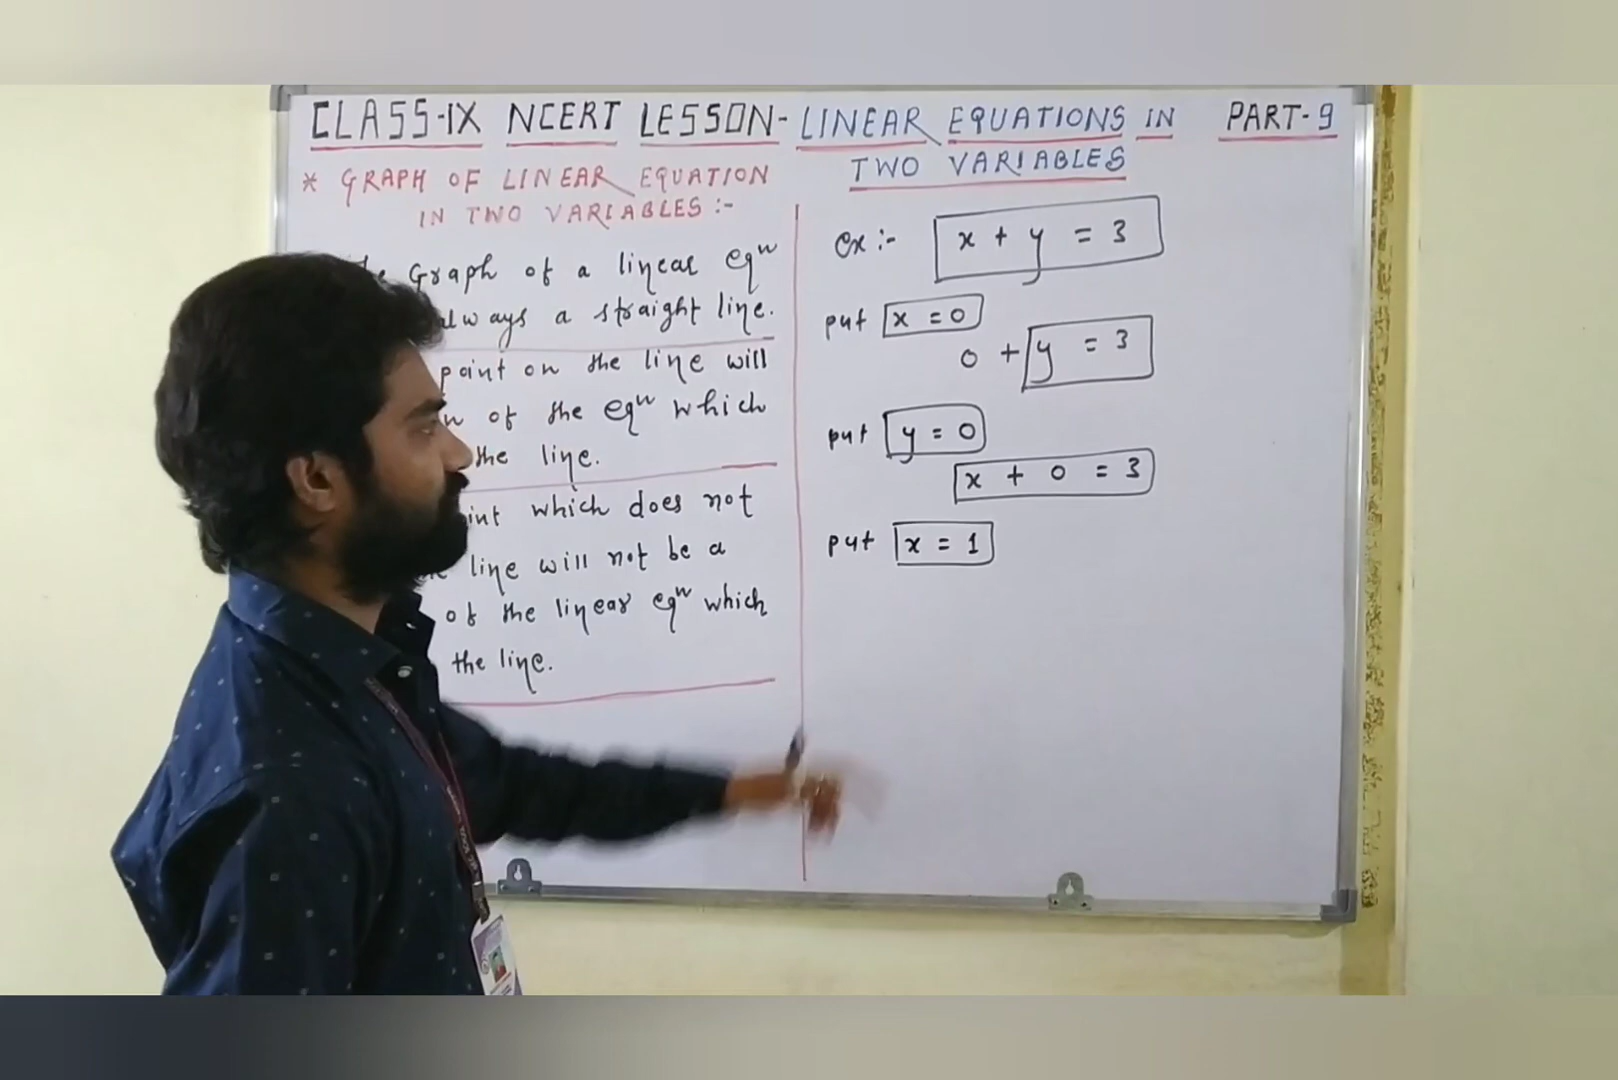 CLASS-IX NCERT LESSON- LINEAR EQUATIONS IN TWO VARIABLES PART-9
* GRAPH OF LINEAR EQUATION
IN TWO VARIABLES :-
Graph of a linear eqn
always a straight line.
point on the line will
of the eqn which
the line.
which does not
line will not be a
of the linear eqn which
the line.
ex :- x + y = 3
put x = 0
0 + y = 3
put y = 0
x + 0 = 3
put x = 1